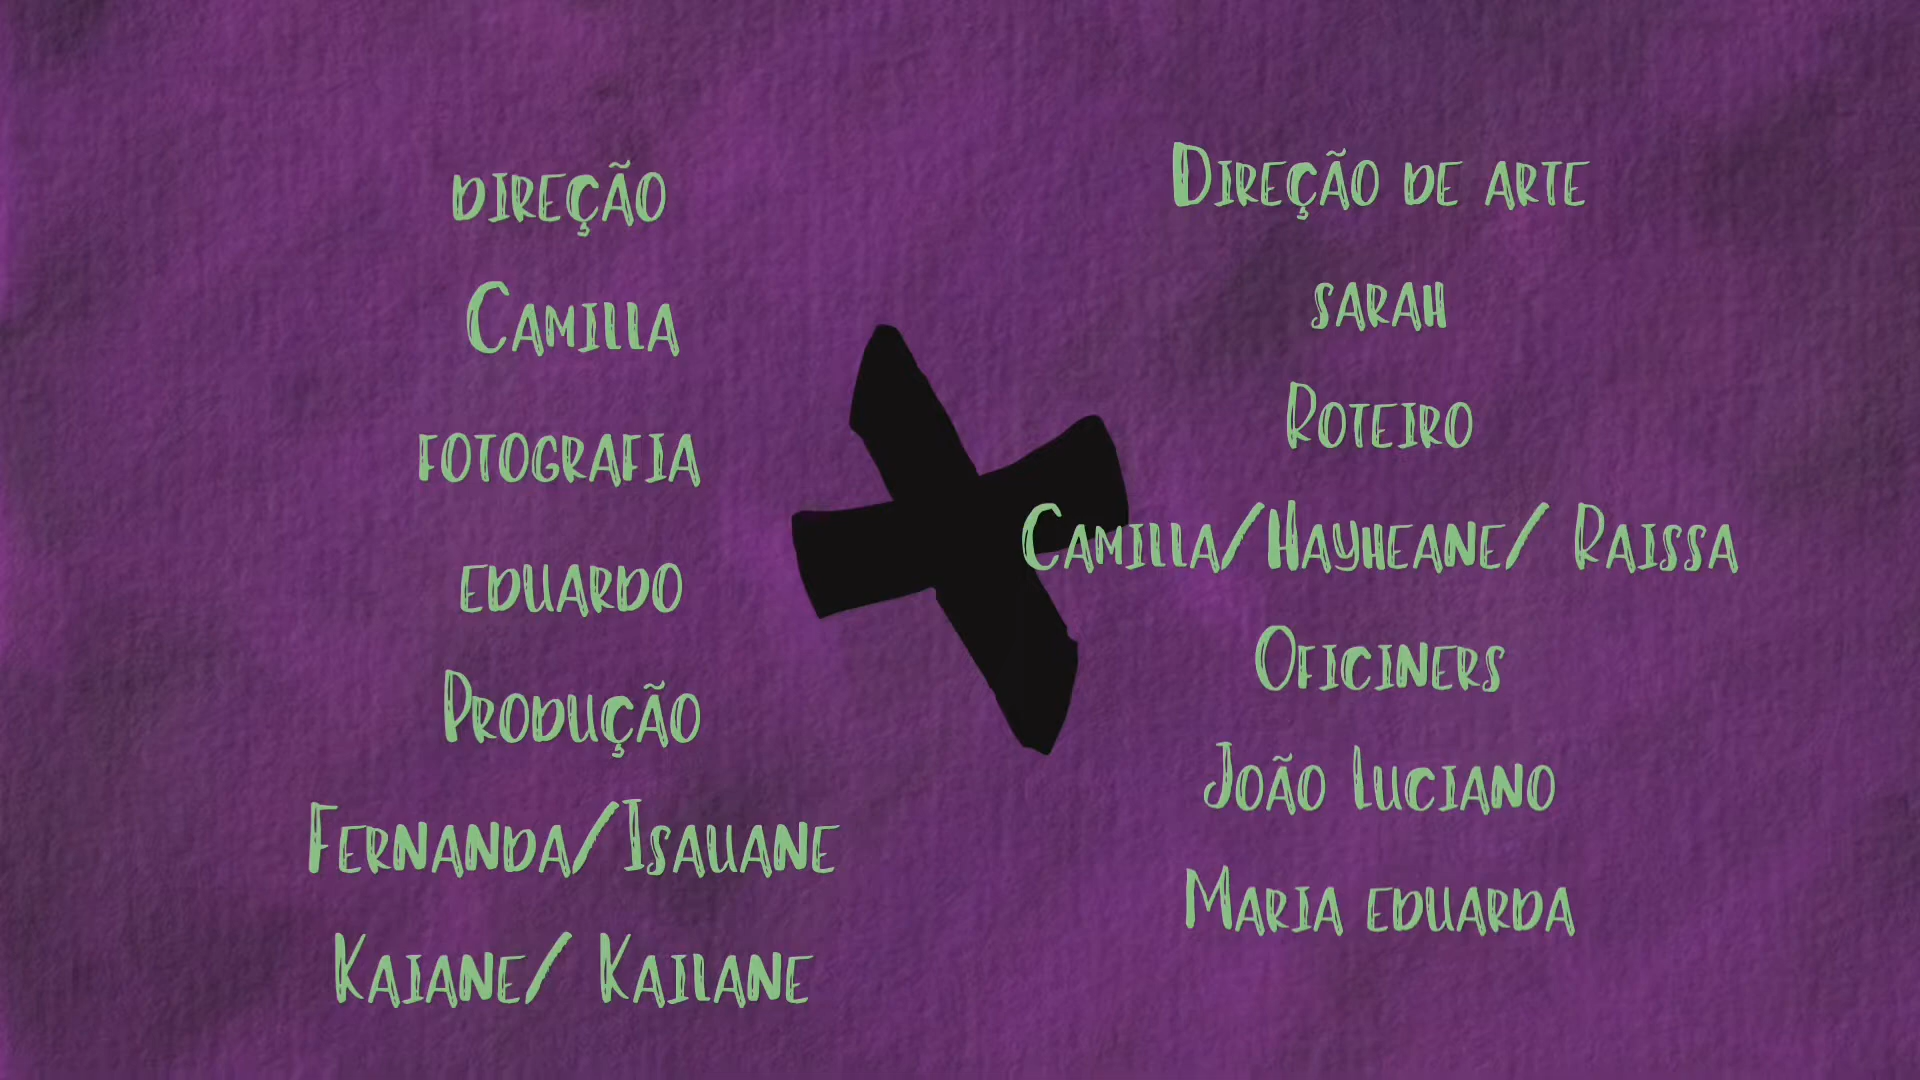 DIREÇÃO
CAMILLA
FOTOGRAFIA
EDUARDO
PRODUÇÃO
FERNANDA/ISAUANE
KAIANE/ KAILANE
DIREÇÃO DE ARTE
SARAH
ROTEIRO
CAMILLA/HAYHEANE/ RAISSA
OFICINERS
JOÃO LUCIANO
MARIA EDUARDA